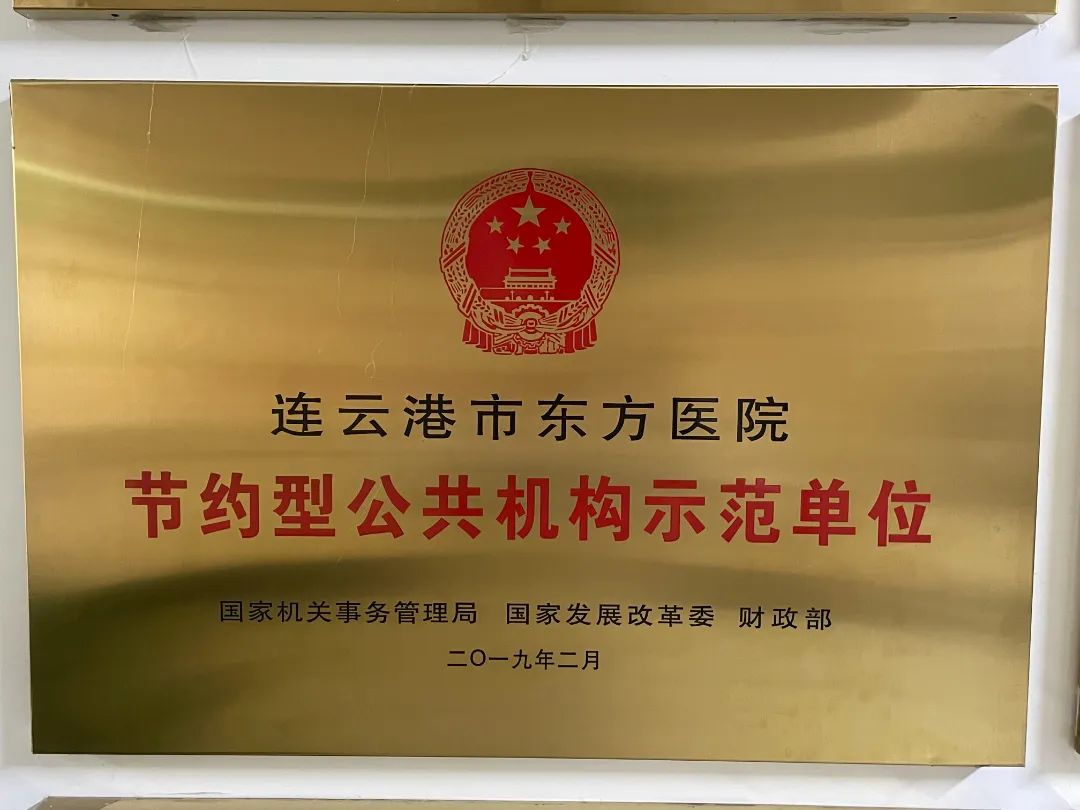 连云港市东方医院
节约型公共机构示范单位
国家机关事务管理局 国家发展改革委 财政部
二〇一九年二月